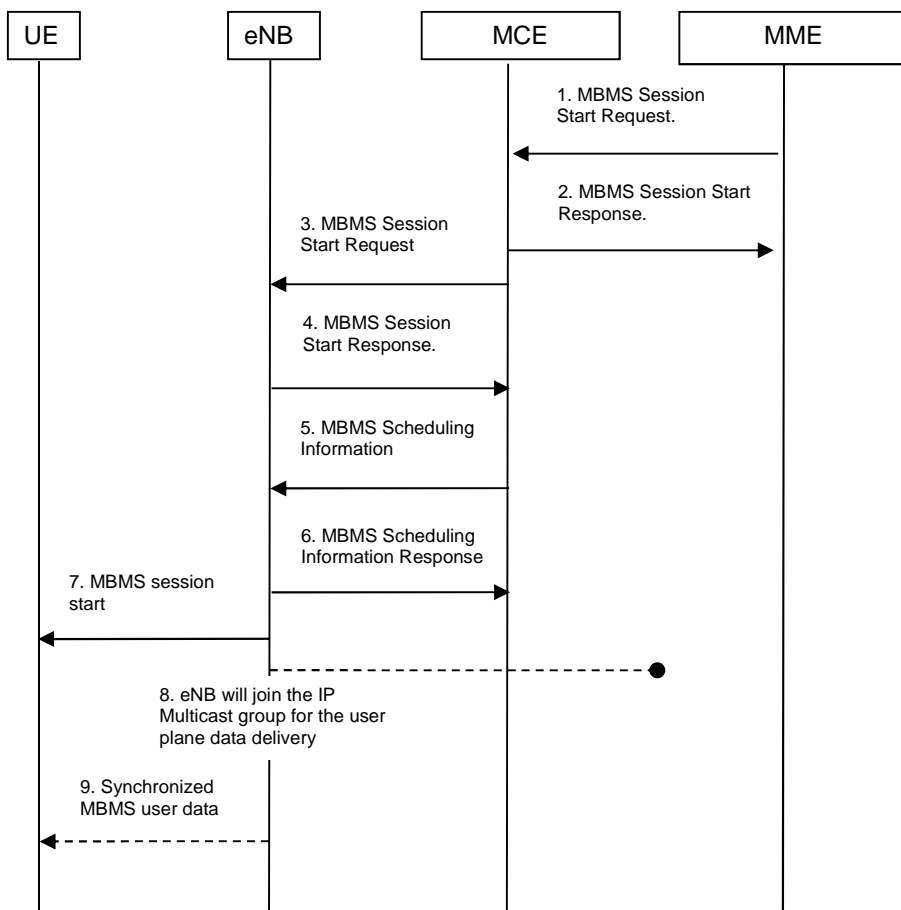 UE
eNB
MCE
MME
1. MBMS Session
Start Request.
2. MBMS Session Start
Response.
3. MBMS Session
Start Request
4. MBMS Session
Start Response.
5. MBMS Scheduling
Information
6. MBMS Scheduling
Information Response
7. MBMS session
start
8. eNB will join the IP
Multicast group for the user
plane data delivery
9. Synchronized
MBMS user data